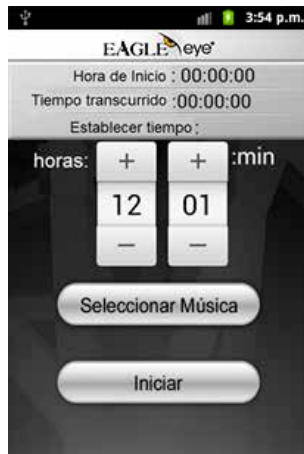 3:54 p.m.
EAGLE eye®
Hora de Inicio : 00:00:00
Tiempo transcurrido :00:00:00
Establecer tiempo :
horas: + + :min
12 01
— —
Seleccionar Música
Iniciar